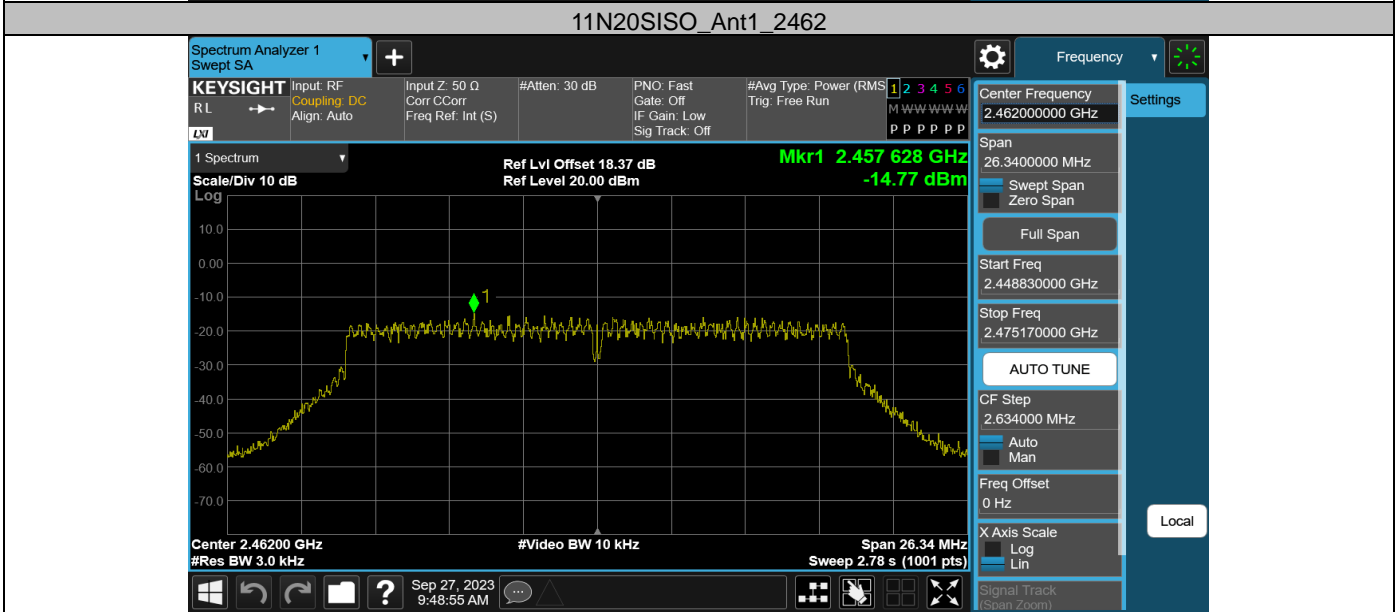 11N20SISO_Ant1_2462
Spectrum Analyzer 1
Swept SA
Frequency
KEYSIGHT
R L
LXI
Input: RF
Coupling: DC
Align: Auto
Input Z: 50 Ω
Corr CCorr
Freq Ref: Int (S)
#Atten: 30 dB
PNO: Fast
Gate: Off
IF Gain: Low
Sig Track: Off
#Avg Type: Power (RMS
Trig: Free Run
1 2 3 4 5 6
M W W W W W
P P P P P P
Center Frequency
2.462000000 GHz
Settings
1 Spectrum
Scale/Div 10 dB
Ref Lvl Offset 18.37 dB
Ref Level 20.00 dBm
Mkr1 2.457 628 GHz
-14.77 dBm
Span
26.3400000 MHz
Swept Span
Zero Span
Full Span
Start Freq
2.448830000 GHz
Stop Freq
2.475170000 GHz
AUTO TUNE
CF Step
2.634000 MHz
Auto
Man
Freq Offset
0 Hz
X Axis Scale
Log
Lin
Signal Track
(Span Zoom)
Local
Log
10.0
0.00
-10.0
-20.0
-30.0
-40.0
-50.0
-60.0
-70.0
1
Center 2.46200 GHz
#Res BW 3.0 kHz
#Video BW 10 kHz
Span 26.34 MHz
Sweep 2.78 s (1001 pts)
?
Sep 27, 2023
9:48:55 AM